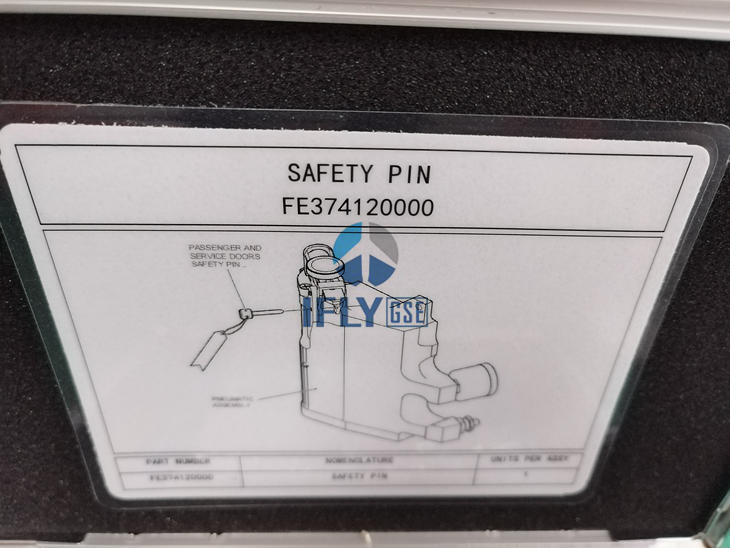 SAFETY PIN
FE374120000
PASSENGER AND
SERVICE DOORS
SAFETY PIN
IFLY GSE
PNEUMATIC
ASSEMBLY
PART NUMBER NOMENCLATURE UNITS PER ASSY
FE374120000 SAFETY PIN 1